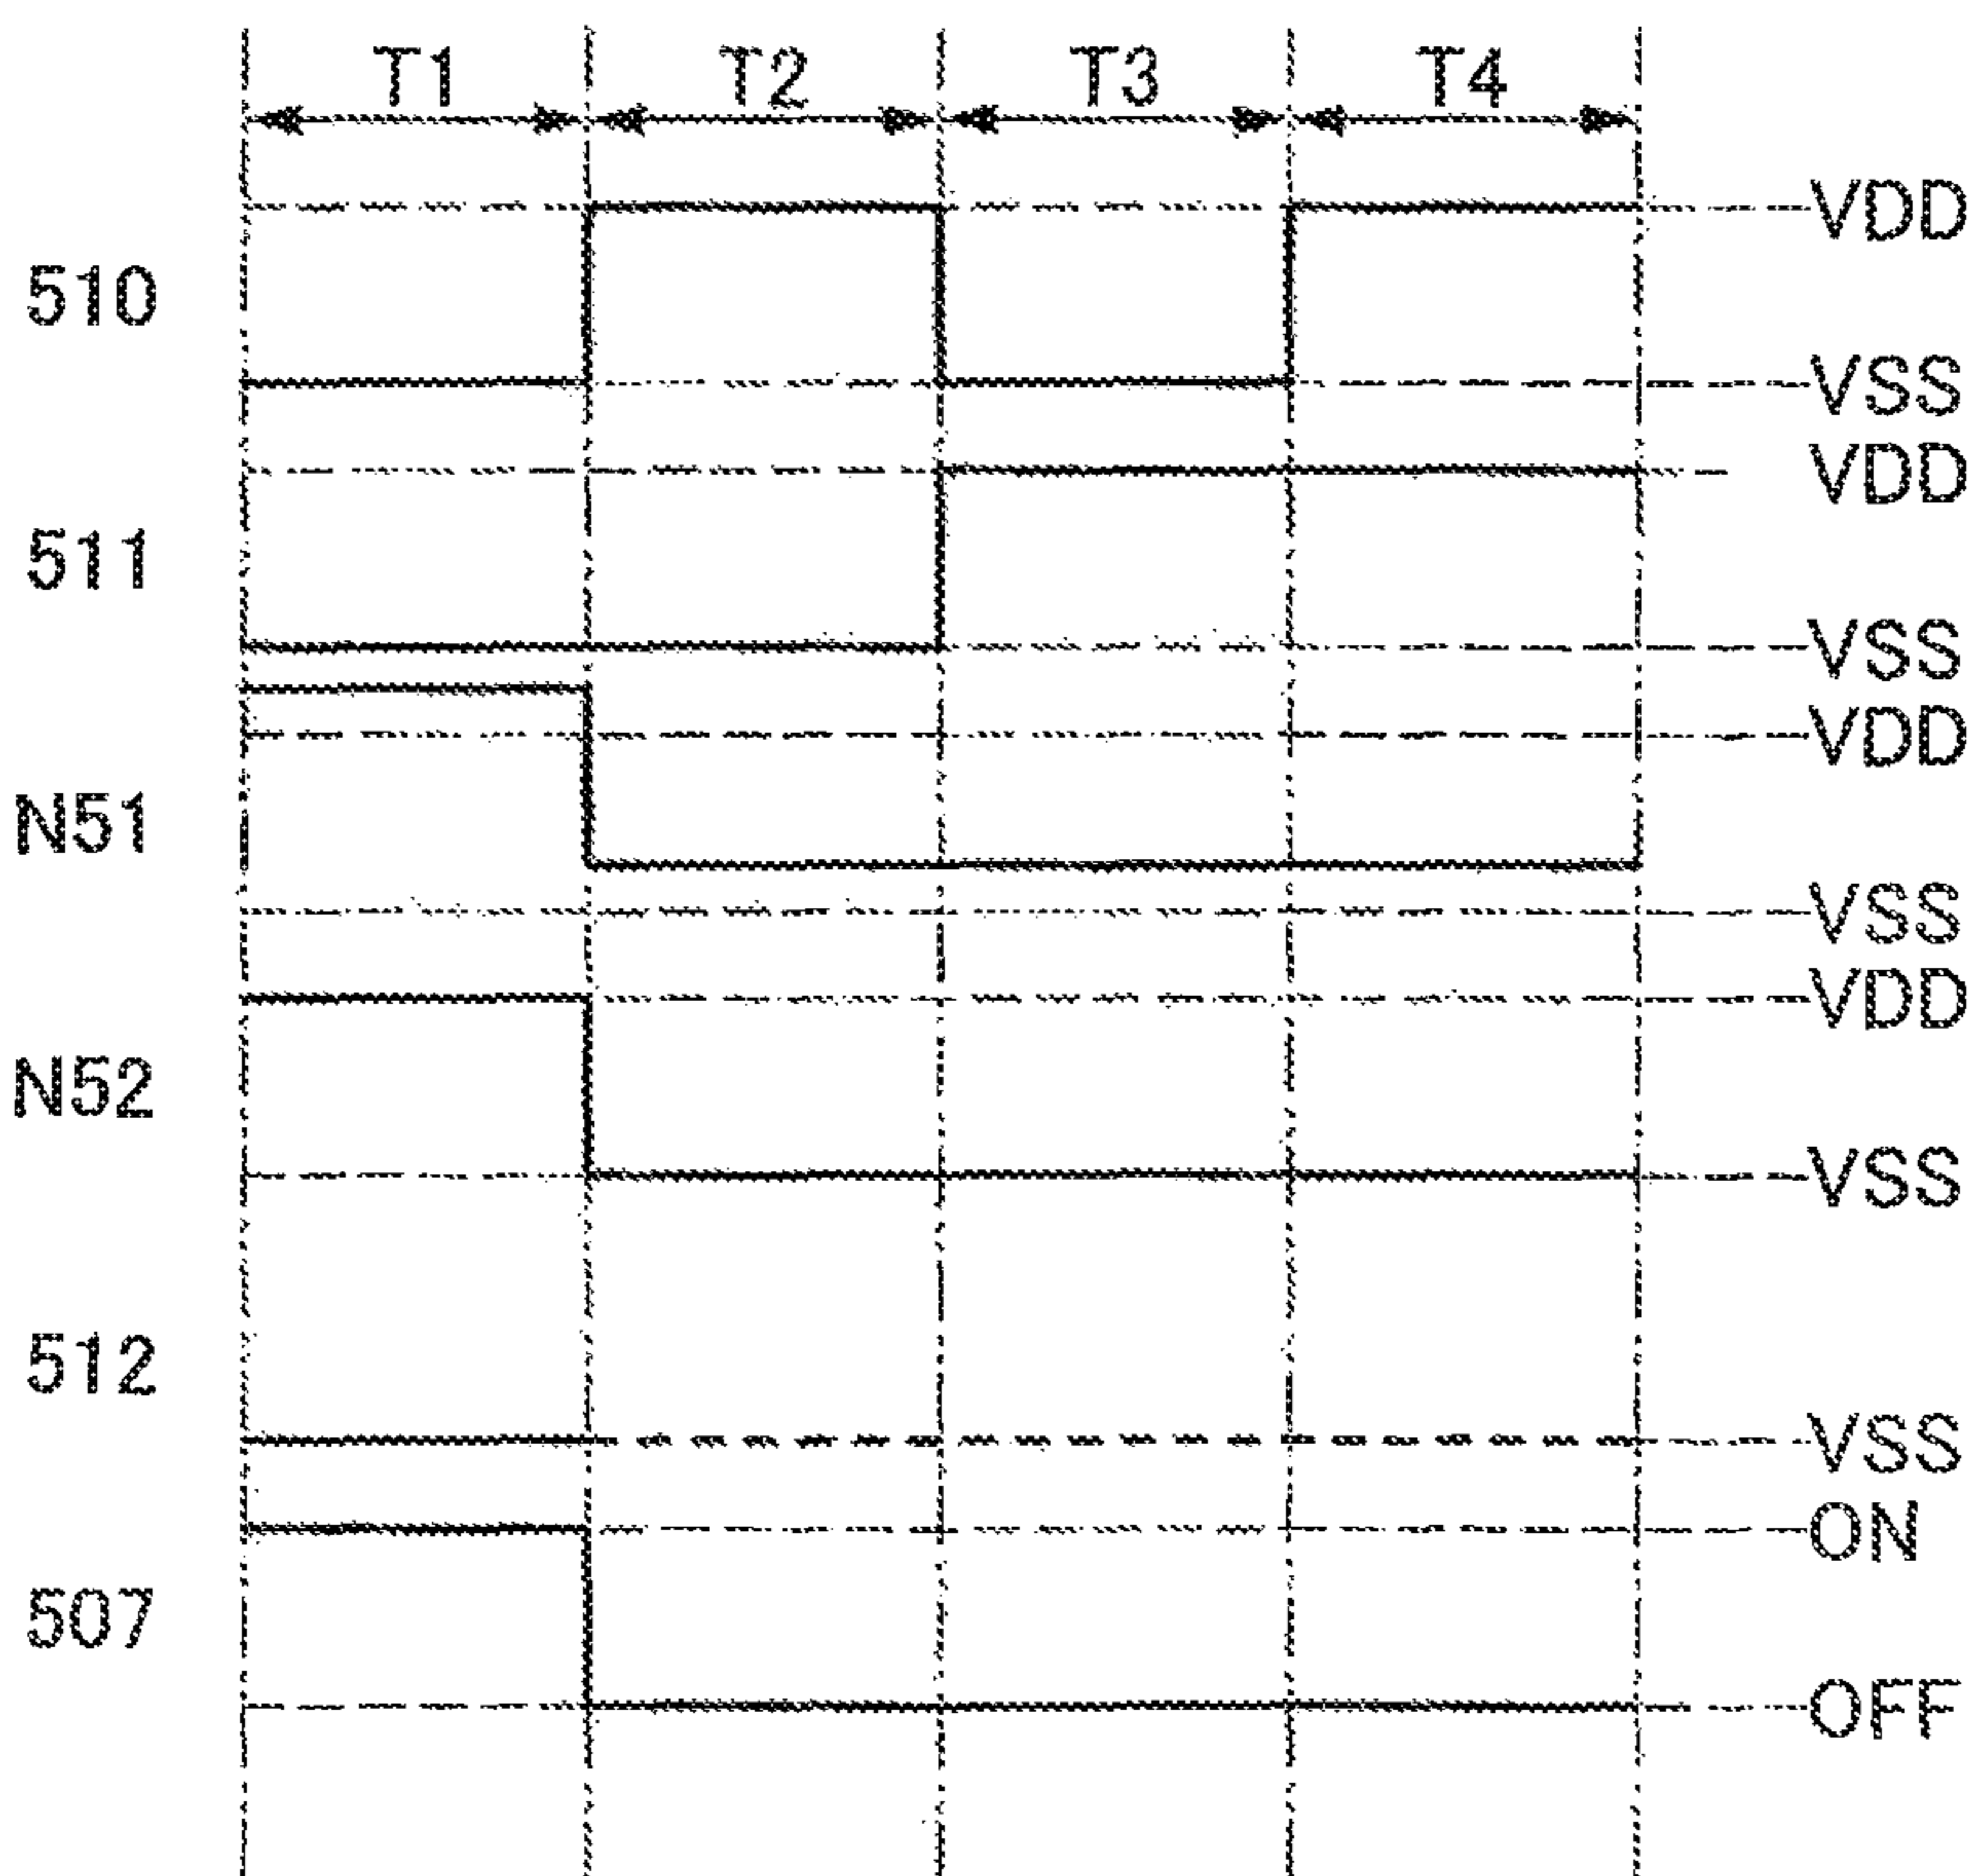 T1 T2 T3 T4
VDD
510
VSS
VDD
511
VSS
VDD
N51
VSS
VDD
N52
VSS
512
VSS
ON
507
OFF